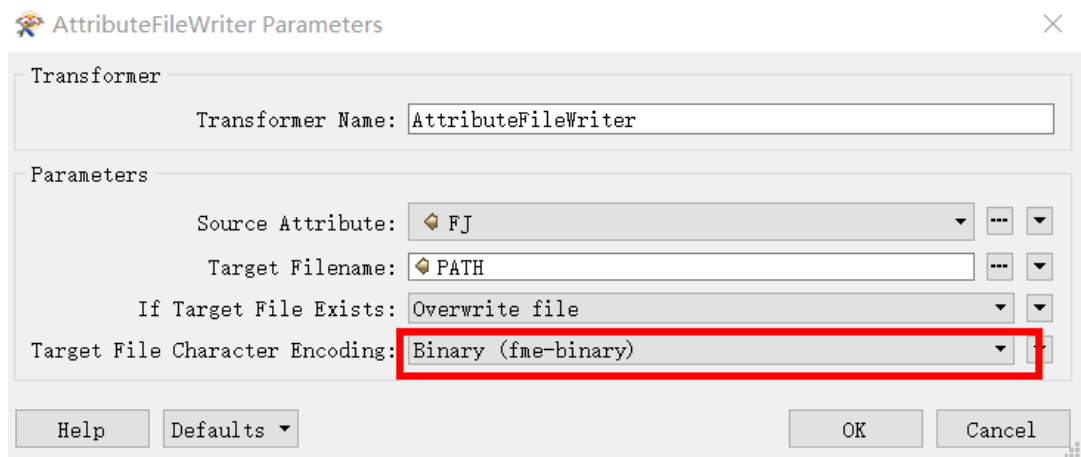 AttributeFileWriter Parameters
Transformer
Transformer Name: AttributeFileWriter
Parameters
Source Attribute: FJ
Target Filename: PATH
If Target File Exists: Overwrite file
Target File Character Encoding: Binary (fme-binary)
Help Defaults OK Cancel